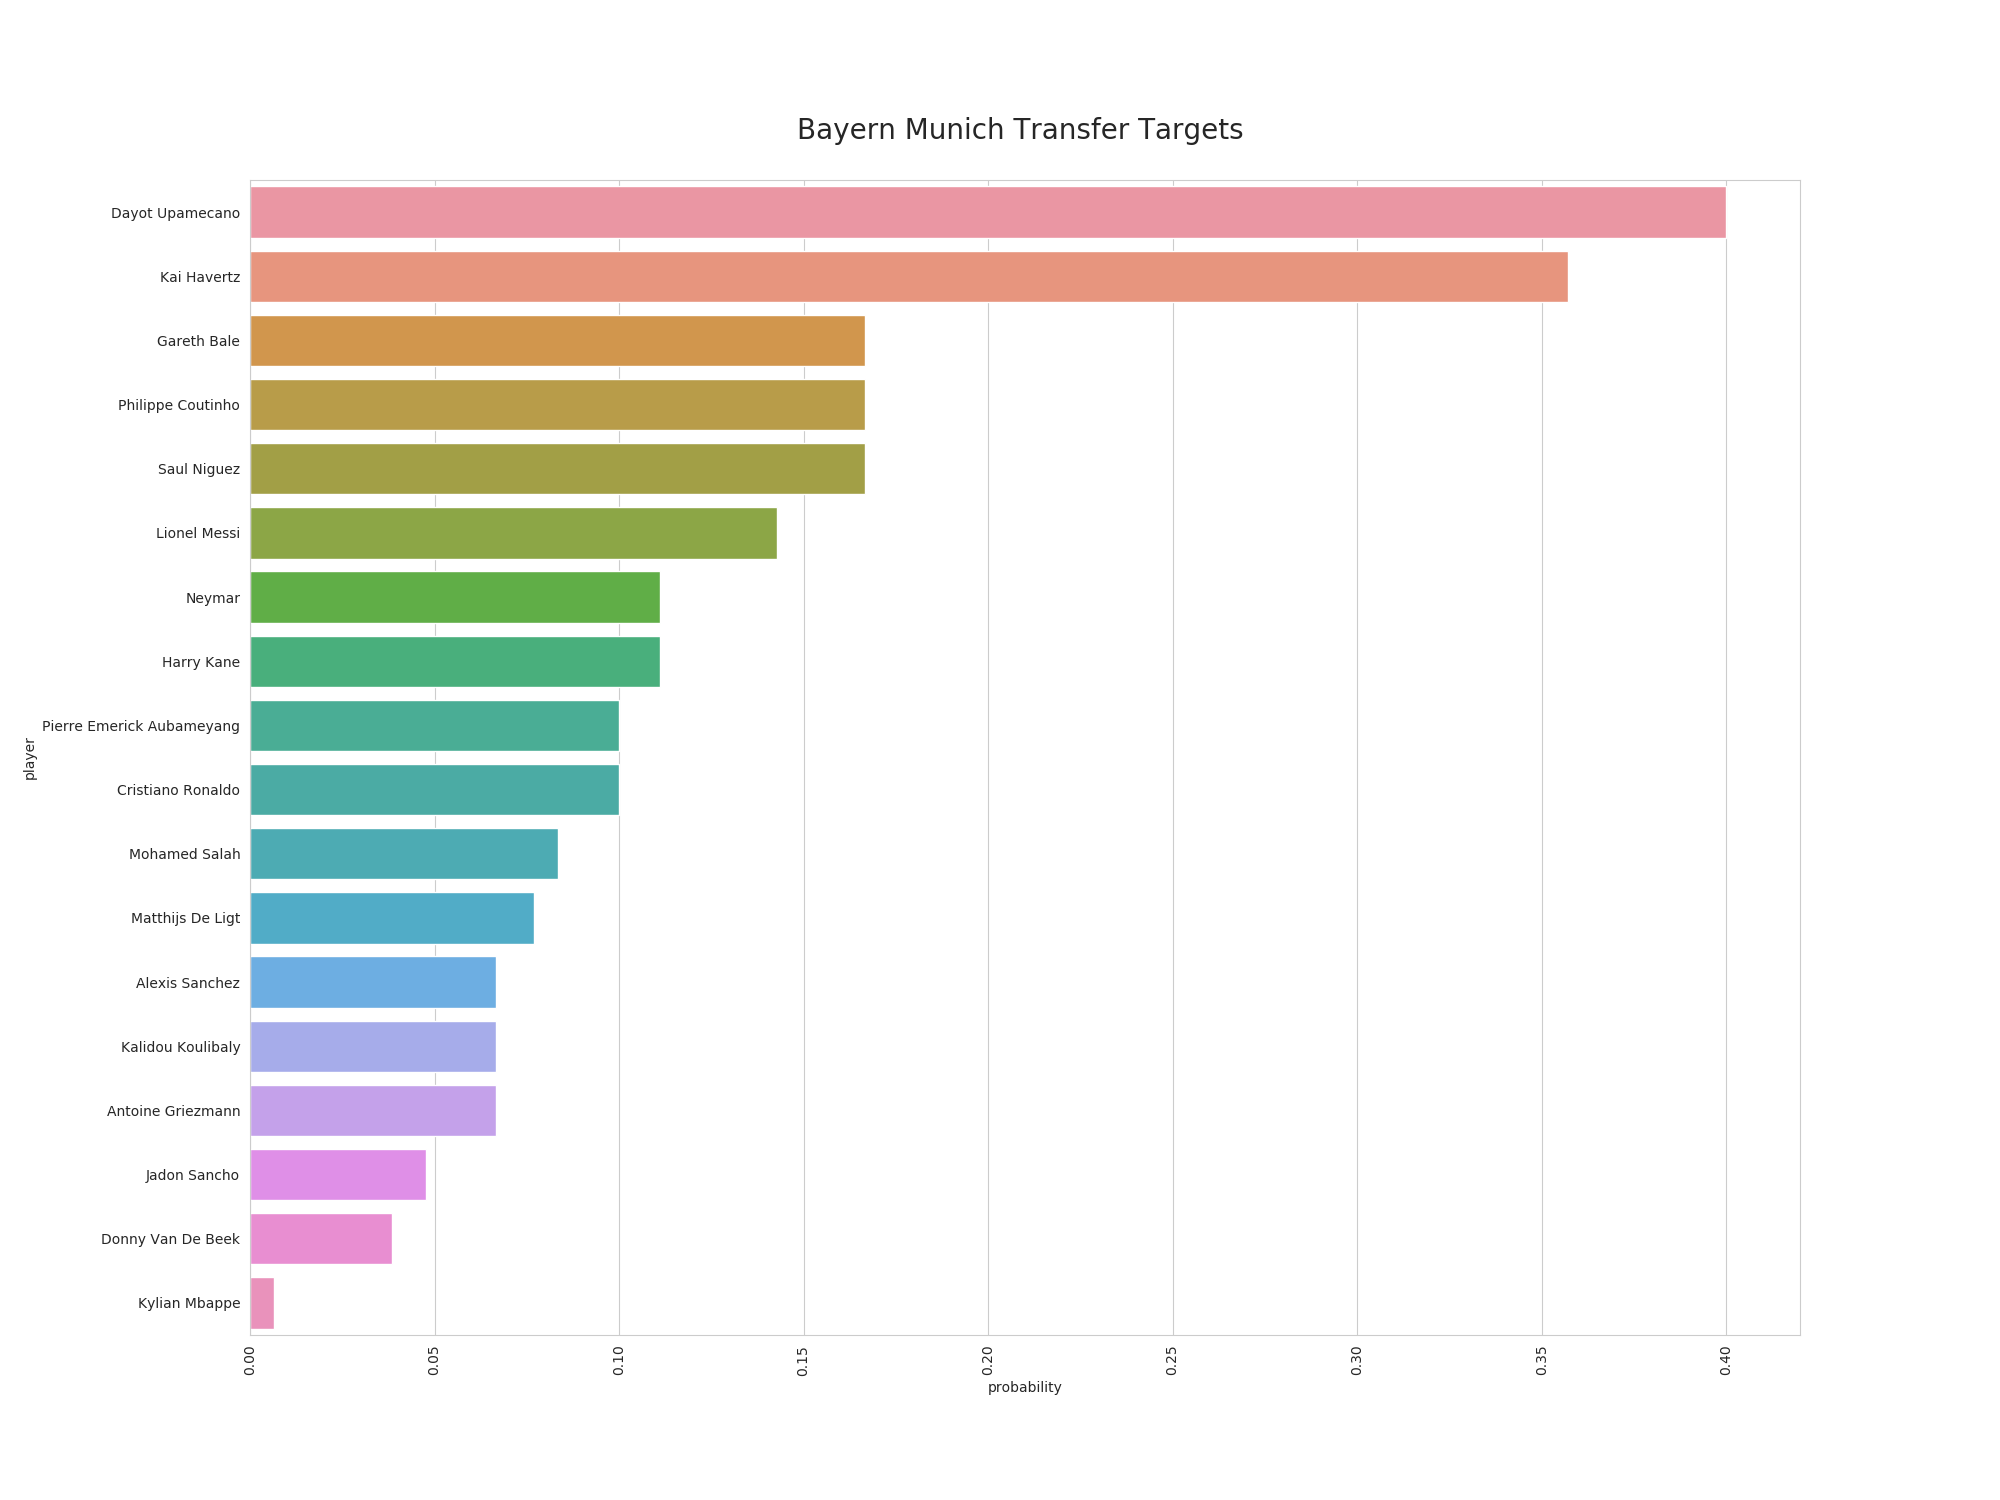 Bayern Munich Transfer Targets
Dayot Upamecano
Kai Havertz
Gareth Bale
Philippe Coutinho
Saul Niguez
Lionel Messi
Neymar
Harry Kane
Pierre Emerick Aubameyang
Cristiano Ronaldo
Mohamed Salah
Matthijs De Ligt
Alexis Sanchez
Kalidou Koulibaly
Antoine Griezmann
Jadon Sancho
Donny Van De Beek
Kylian Mbappe
player
0.00 0.05 0.10 0.15 0.20 0.25 0.30 0.35 0.40
probability